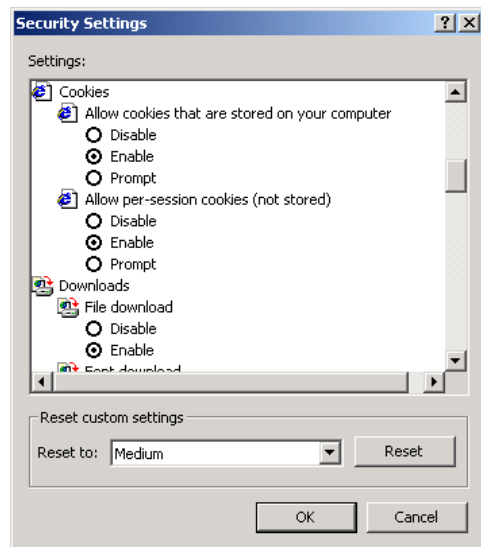 Security Settings
Settings:
Cookies
Allow cookies that are stored on your computer
Disable
Enable
Prompt
Allow per-session cookies (not stored)
Disable
Enable
Prompt
Downloads
File download
Disable
Enable
Font download
Reset custom settings
Reset to: Medium Reset
OK Cancel